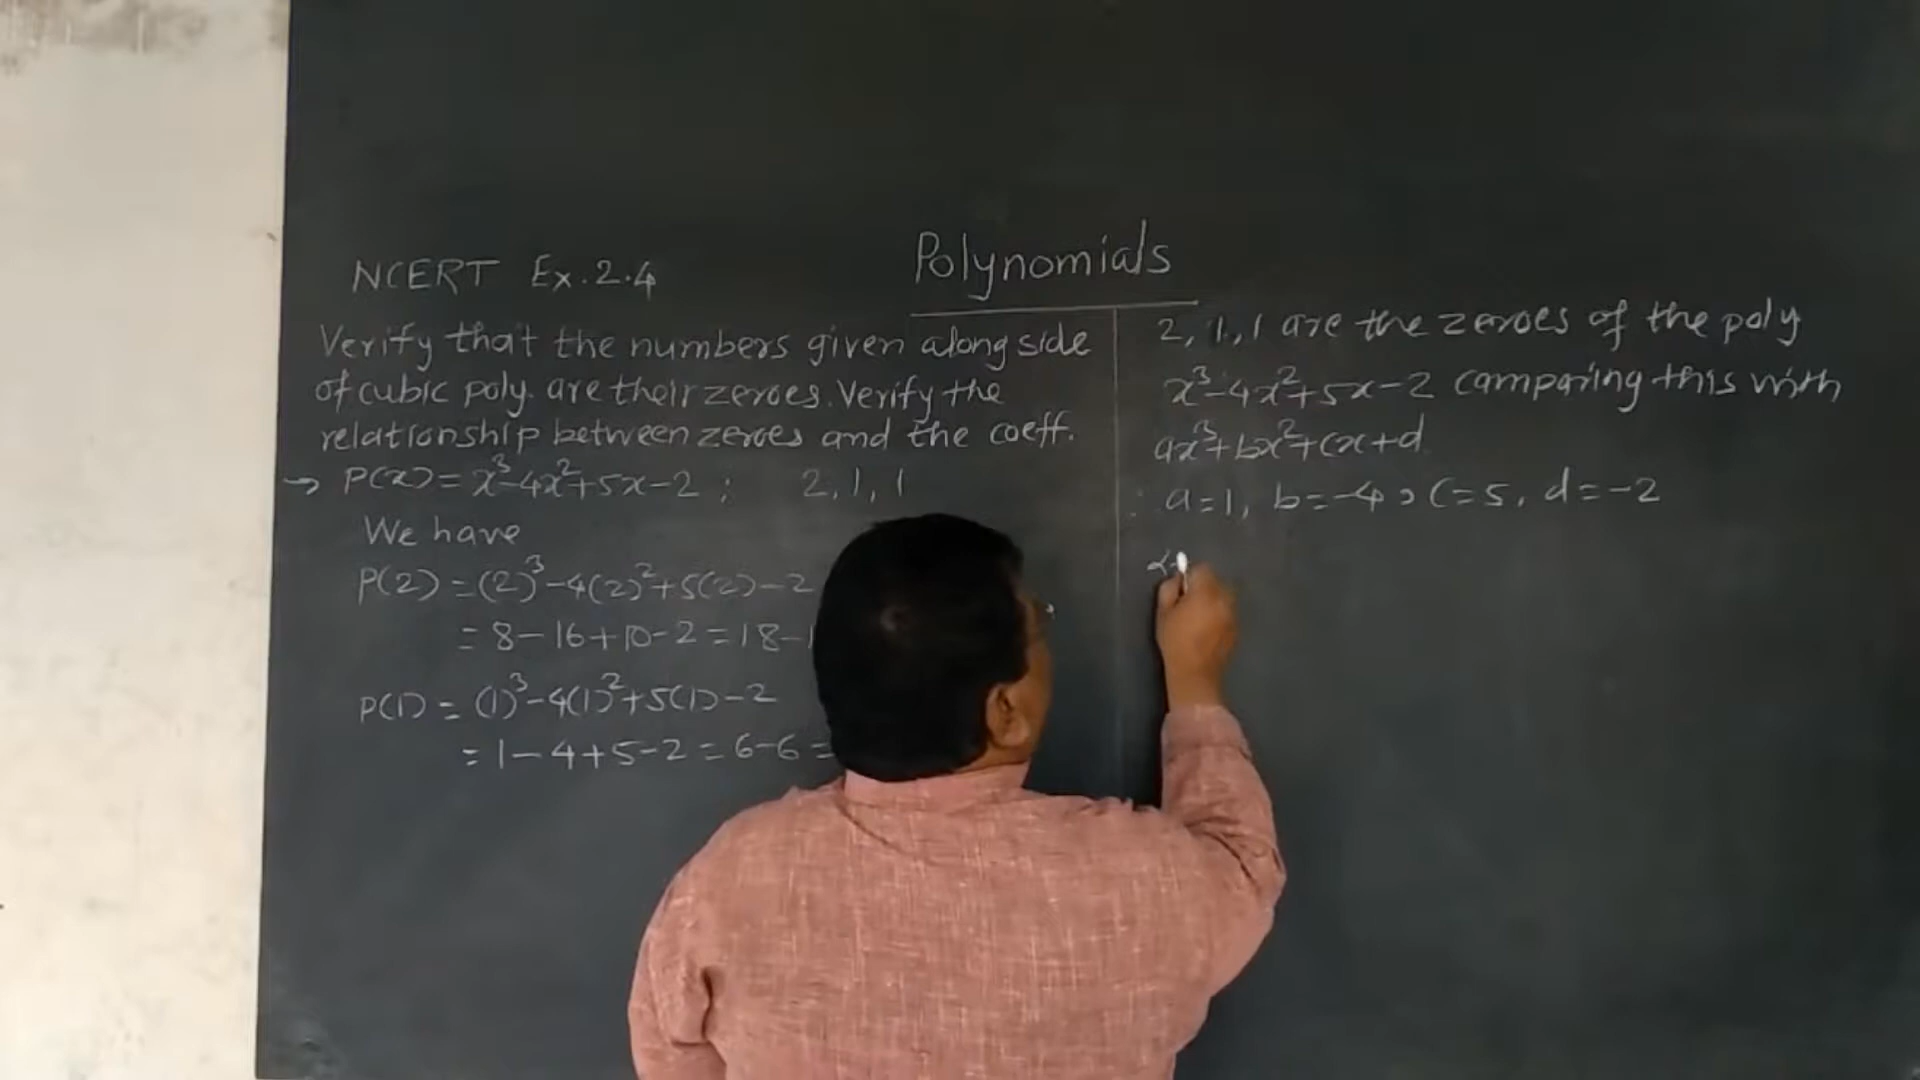 Polynomials
NCERT Ex.2.4
Verify that the numbers given along side
of cubic poly. are their zeroes. Verify the
relationship between zeroes and the coeff.
→ P(x) = x³-4x²+5x-2 ; 2,1,1
We have
P(2) = (2)³-4(2)²+5(2)-2
= 8-16+10-2 = 18-1
P(1) = (1)³-4(1)²+5(1)-2
= 1-4+5-2 = 6-6 =
2,1,1 are the zeroes of the poly
x³-4x²+5x-2 comparing this with
ax³+bx²+cx+d
a=1, b=-4, c=5, d=-2
α+